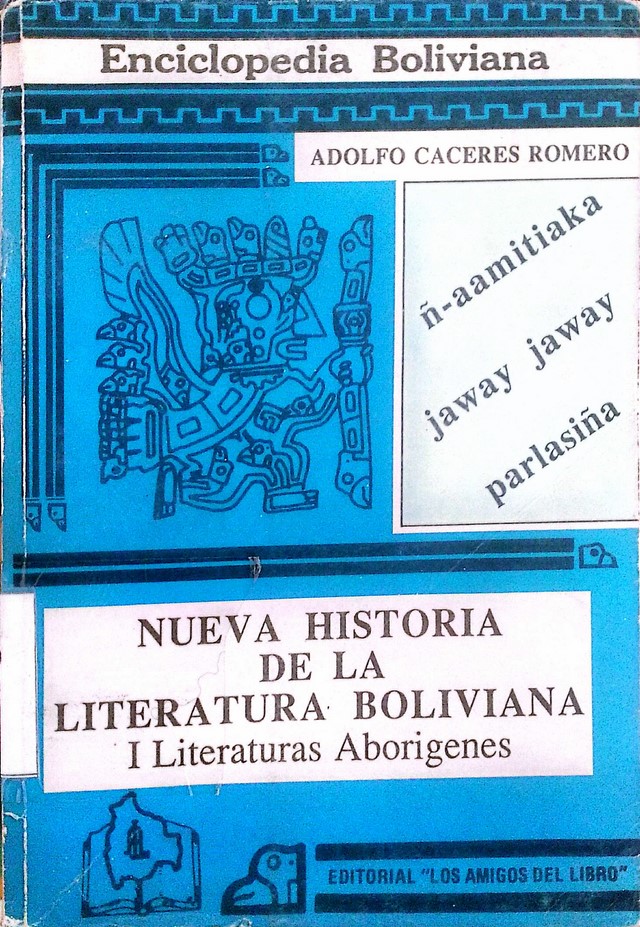 Enciclopedia Boliviana
ADOLFO CACERES ROMERO
ñ-aamitiaka
jaway jaway
parlasiña
NUEVA HISTORIA
DE LA
LITERATURA BOLIVIANA
I Literaturas Aborigenes
EDITORIAL "LOS AMIGOS DEL LIBRO"